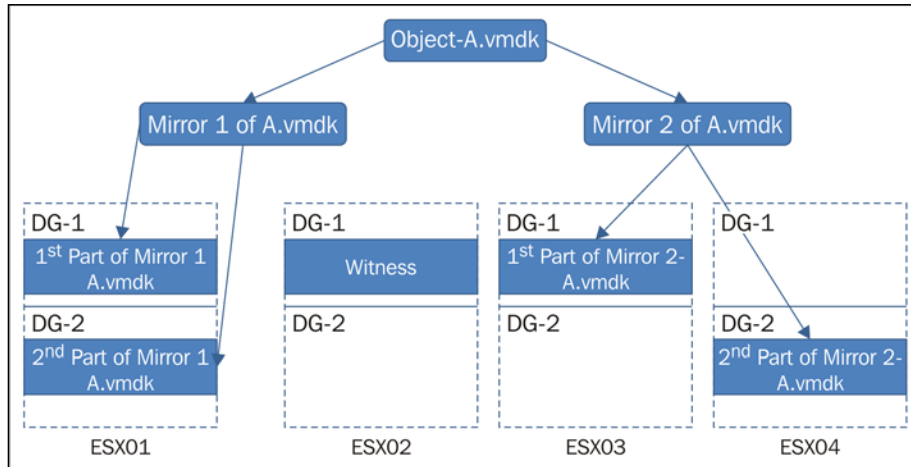 Object-A.vmdk
Mirror 1 of A.vmdk
Mirror 2 of A.vmdk
DG-1
1st Part of Mirror 1
A.vmdk
DG-2
2nd Part of Mirror 1
A.vmdk
ESX01
DG-1
Witness
DG-2
ESX02
DG-1
1st Part of Mirror 2-
A.vmdk
DG-2
ESX03
DG-1
DG-2
2nd Part of Mirror 2-
A.vmdk
ESX04